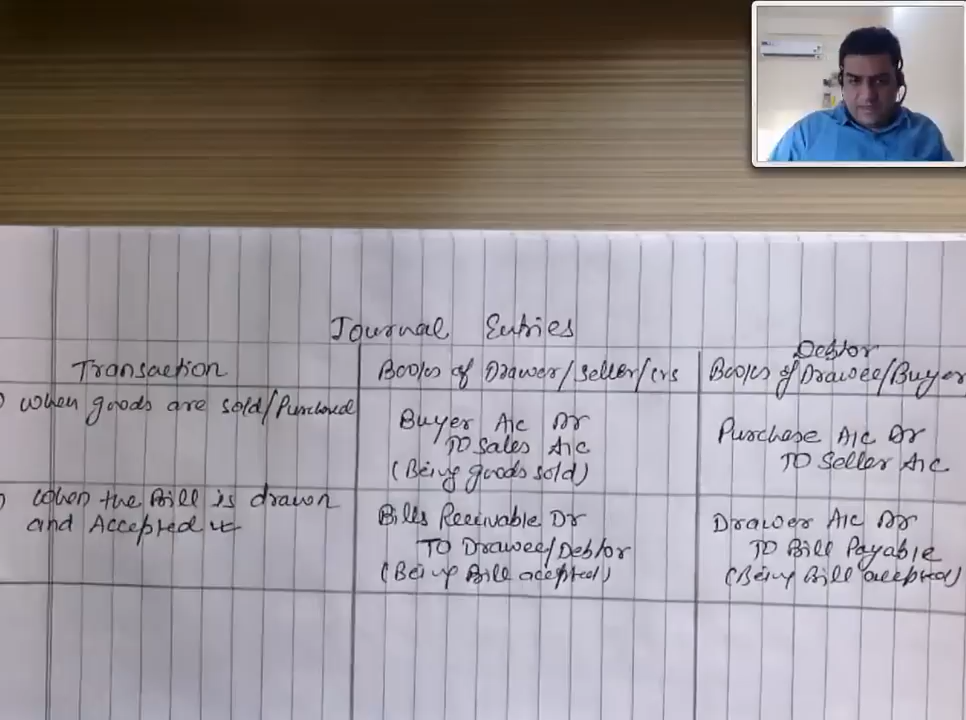 Journal Entries
Transaction
Books of Drawer/Seller/crs
Debtor
Books of Drawee/Buyer
) when goods are sold/Purchased
Buyer A/c Dr
TO Sales A/c
(Being goods sold)
Purchase A/c Dr
TO Seller A/c
) when the Bill is drawn
and Accepted it
Bills Receivable Dr
TO Drawee/Debtor
(Being Bill accepted)
Drawer A/c Dr
TO Bill Payable
(Being Bill accepted)